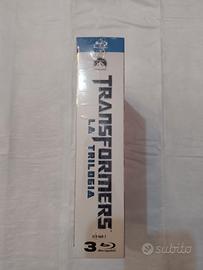 TRANSFORMERS
LA TRILOGIA
3
subito